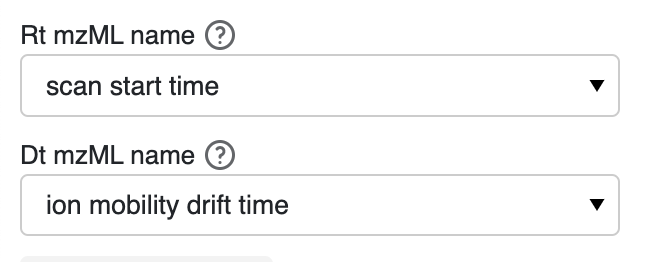 Rt mzML name ?
scan start time
Dt mzML name ?
ion mobility drift time